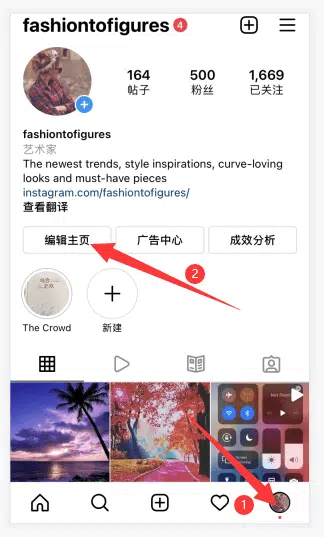 fashiontofigures 4
164 500 1,669
帖子 粉丝 已关注
fashiontofigures
艺术家
The newest trends, style inspirations, curve-loving
looks and must-have pieces
instagram.com/fashiontofigures/
查看翻译
编辑主页 广告中心 成效分析
2
The Crowd 新建
1